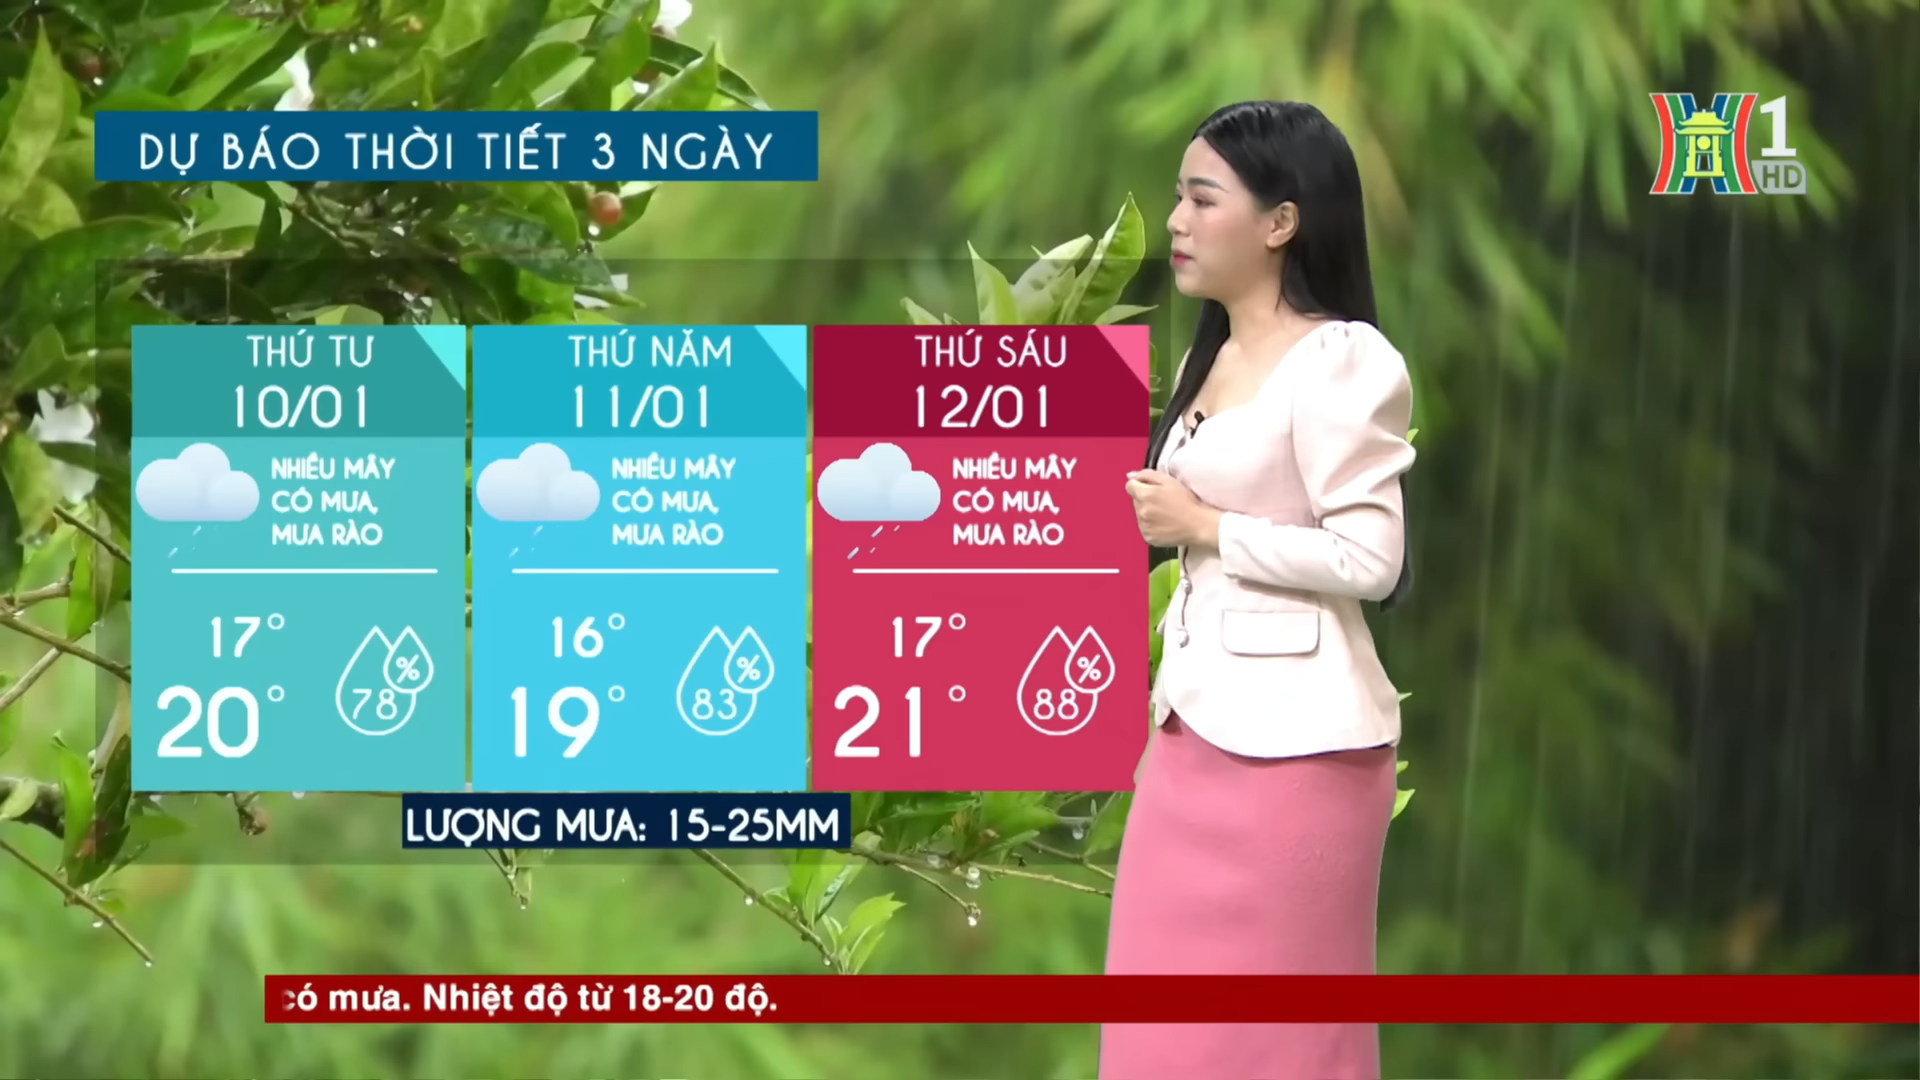 DỰ BÁO THỜI TIẾT 3 NGÀY
1
HD
THỨ TƯ
10/01
NHIỀU MÂY
CÓ MƯA,
MƯA RÀO
17°
20°
%
78
THỨ NĂM
11/01
NHIỀU MÂY
CÓ MƯA,
MƯA RÀO
16°
19°
%
83
THỨ SÁU
12/01
NHIỀU MÂY
CÓ MƯA,
MƯA RÀO
17°
21°
%
88
LƯỢNG MƯA: 15-25MM
có mưa. Nhiệt độ từ 18-20 độ.